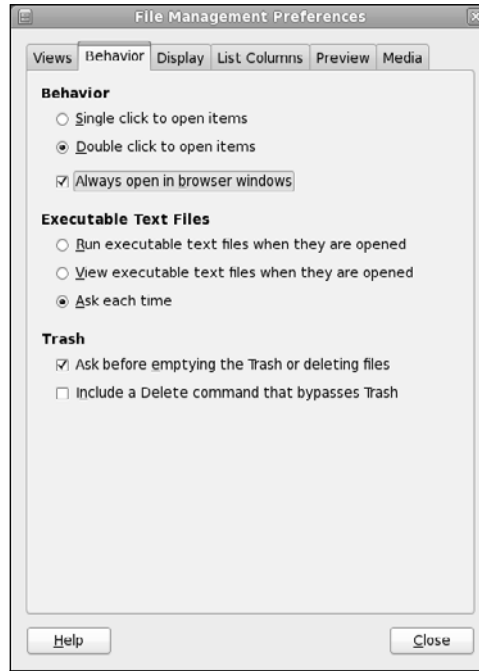 File Management Preferences
Views Behavior Display List Columns Preview Media
Behavior
Single click to open items
Double click to open items
Always open in browser windows
Executable Text Files
Run executable text files when they are opened
View executable text files when they are opened
Ask each time
Trash
Ask before emptying the Trash or deleting files
Include a Delete command that bypasses Trash
Help Close